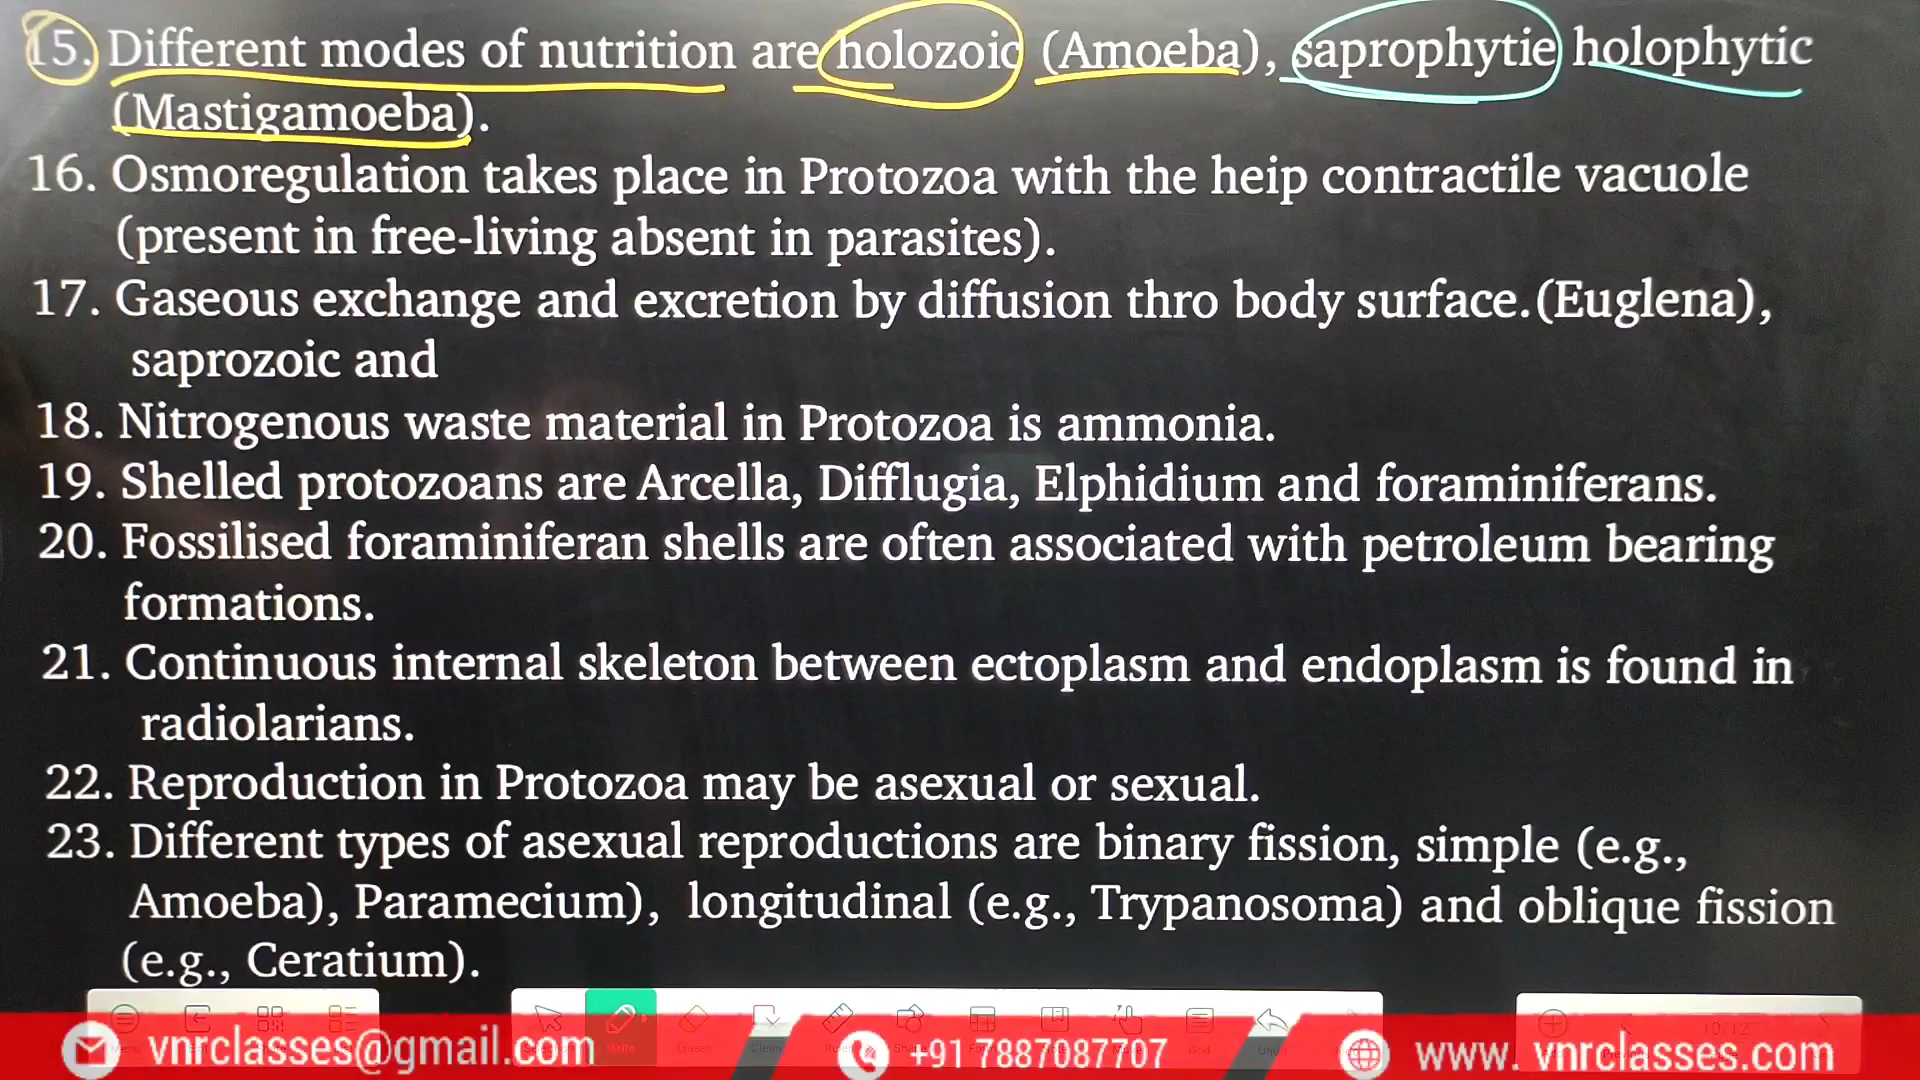 15. Different modes of nutrition are holozoic (Amoeba), saprophytie holophytic
(Mastigamoeba).
16. Osmoregulation takes place in Protozoa with the heip contractile vacuole
(present in free-living absent in parasites).
17. Gaseous exchange and excretion by diffusion thro body surface.(Euglena),
saprozoic and
18. Nitrogenous waste material in Protozoa is ammonia.
19. Shelled protozoans are Arcella, Difflugia, Elphidium and foraminiferans.
20. Fossilised foraminiferan shells are often associated with petroleum bearing
formations.
21. Continuous internal skeleton between ectoplasm and endoplasm is found in
radiolarians.
22. Reproduction in Protozoa may be asexual or sexual.
23. Different types of asexual reproductions are binary fission, simple (e.g.,
Amoeba), Paramecium), longitudinal (e.g., Trypanosoma) and oblique fission
(e.g., Ceratium).
vnrclasses@gmail.com +91 7887087707 www. vnrclasses.com